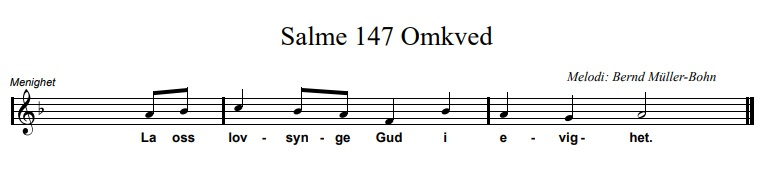 Salme 147 Omkved
Melodi: Bernd Müller-Bohn
Menighet
La oss lov - syn - ge Gud i e - vig - het.